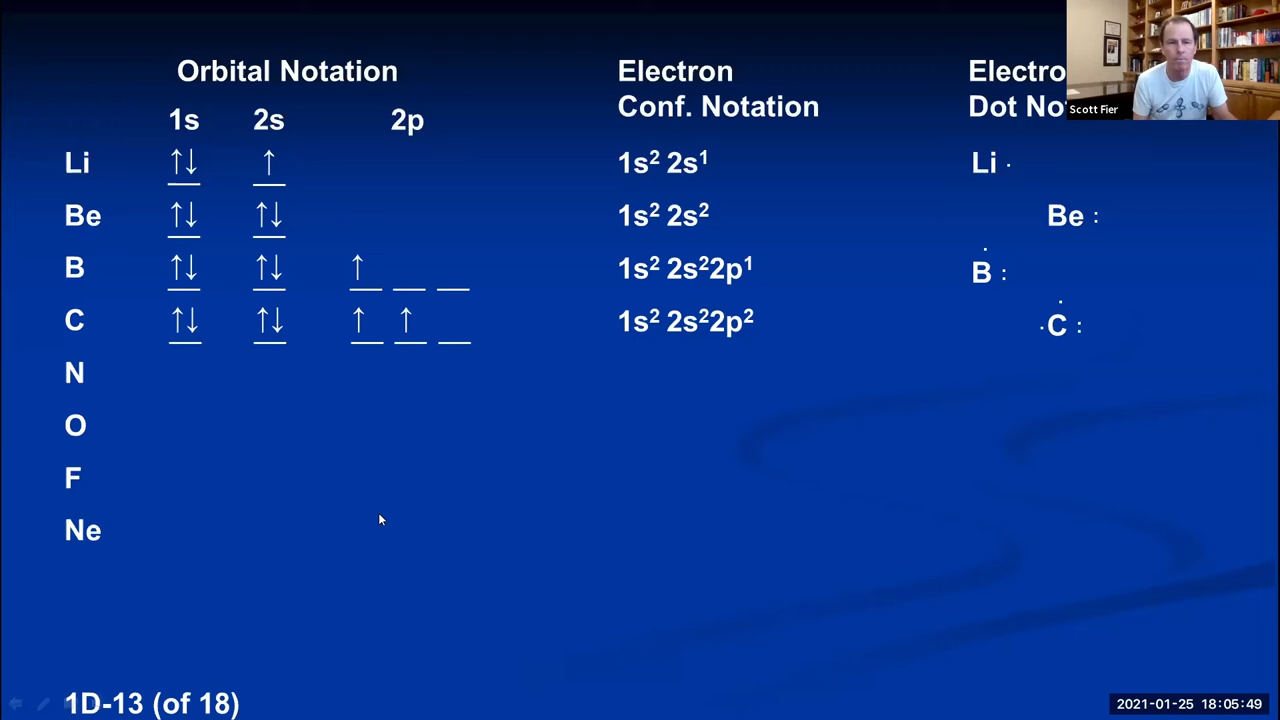 Orbital Notation
Electron
Conf. Notation
Electro
Dot No
Scott Fier
1s 2s 2p
Li ↑↓ ↑ 1s² 2s¹ Li ·
Be ↑↓ ↑↓ 1s² 2s² Be :
B ↑↓ ↑↓ ↑ 1s² 2s²2p¹ B :
C ↑↓ ↑↓ ↑ ↑ 1s² 2s²2p² ·C :
N
O
F
Ne
1D-13 (of 18)
2021-01-25 18:05:49